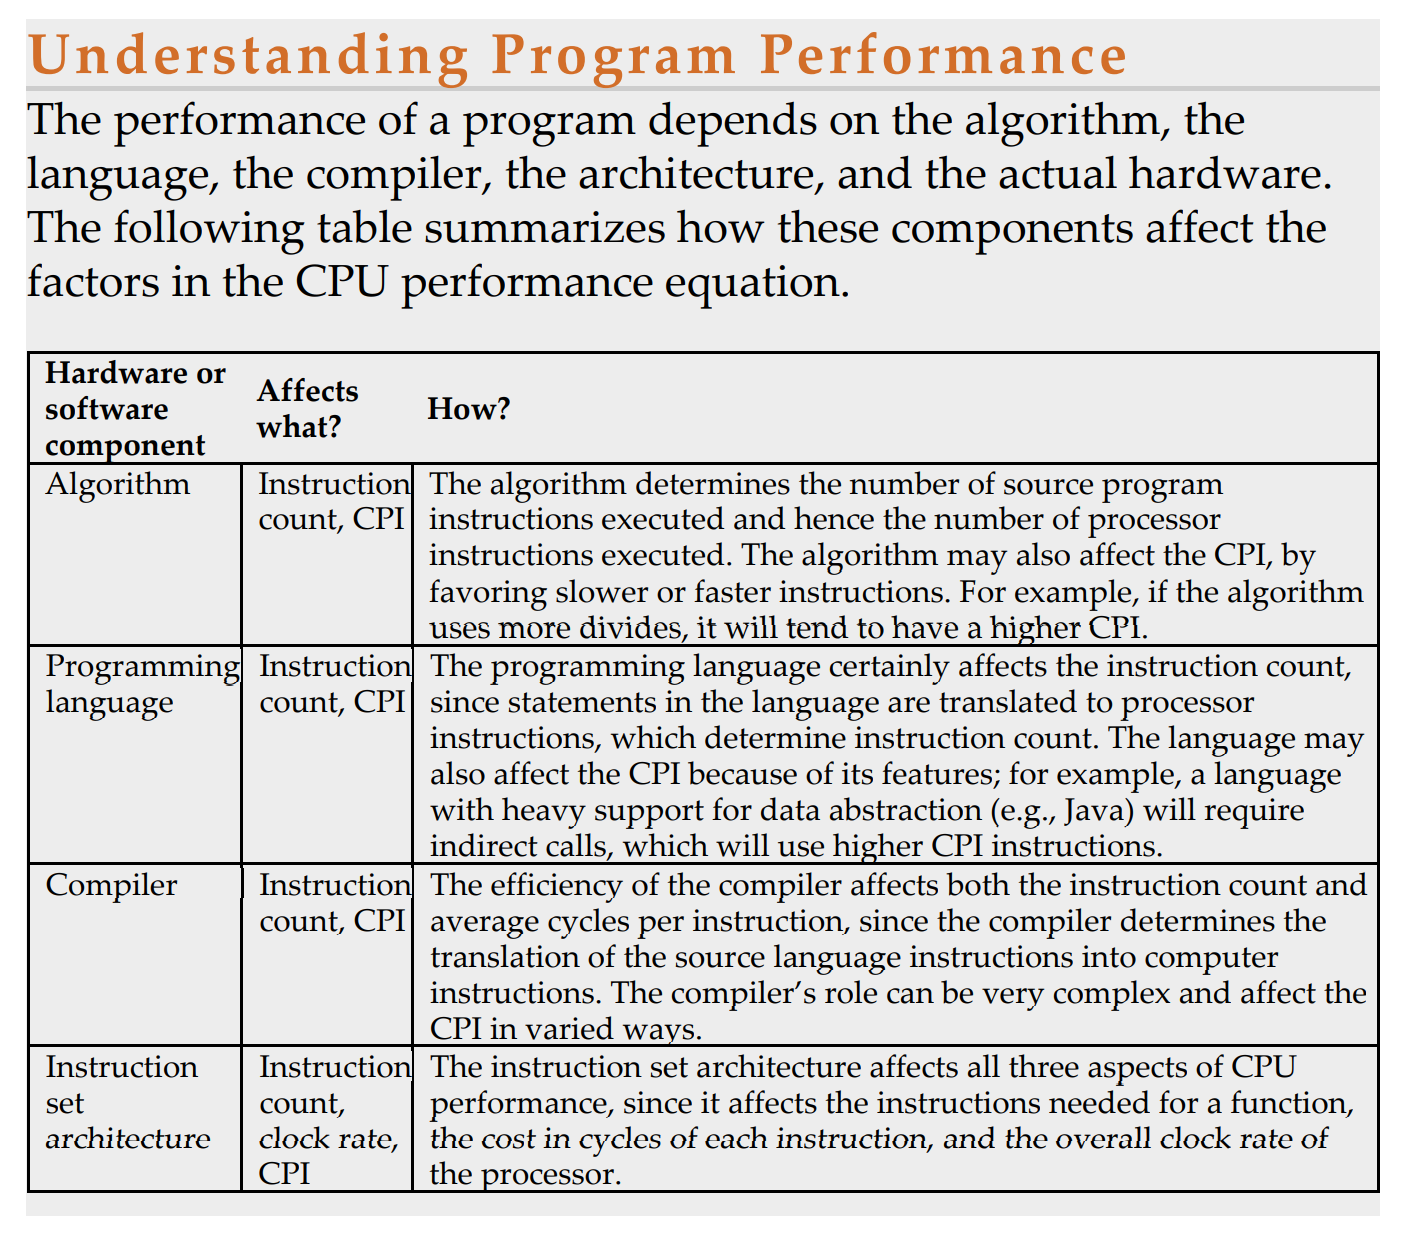 Understanding Program Performance
The performance of a program depends on the algorithm, the
language, the compiler, the architecture, and the actual hardware.
The following table summarizes how these components affect the
factors in the CPU performance equation.
Hardware or
software
component
Affects
what?
How?
Algorithm
Instruction
count, CPI
The algorithm determines the number of source program
instructions executed and hence the number of processor
instructions executed. The algorithm may also affect the CPI, by
favoring slower or faster instructions. For example, if the algorithm
uses more divides, it will tend to have a higher CPI.
Programming
language
Instruction
count, CPI
The programming language certainly affects the instruction count,
since statements in the language are translated to processor
instructions, which determine instruction count. The language may
also affect the CPI because of its features; for example, a language
with heavy support for data abstraction (e.g., Java) will require
indirect calls, which will use higher CPI instructions.
Compiler
Instruction
count, CPI
The efficiency of the compiler affects both the instruction count and
average cycles per instruction, since the compiler determines the
translation of the source language instructions into computer
instructions. The compiler’s role can be very complex and affect the
CPI in varied ways.
Instruction
set
architecture
Instruction
count,
clock rate,
CPI
The instruction set architecture affects all three aspects of CPU
performance, since it affects the instructions needed for a function,
the cost in cycles of each instruction, and the overall clock rate of
the processor.